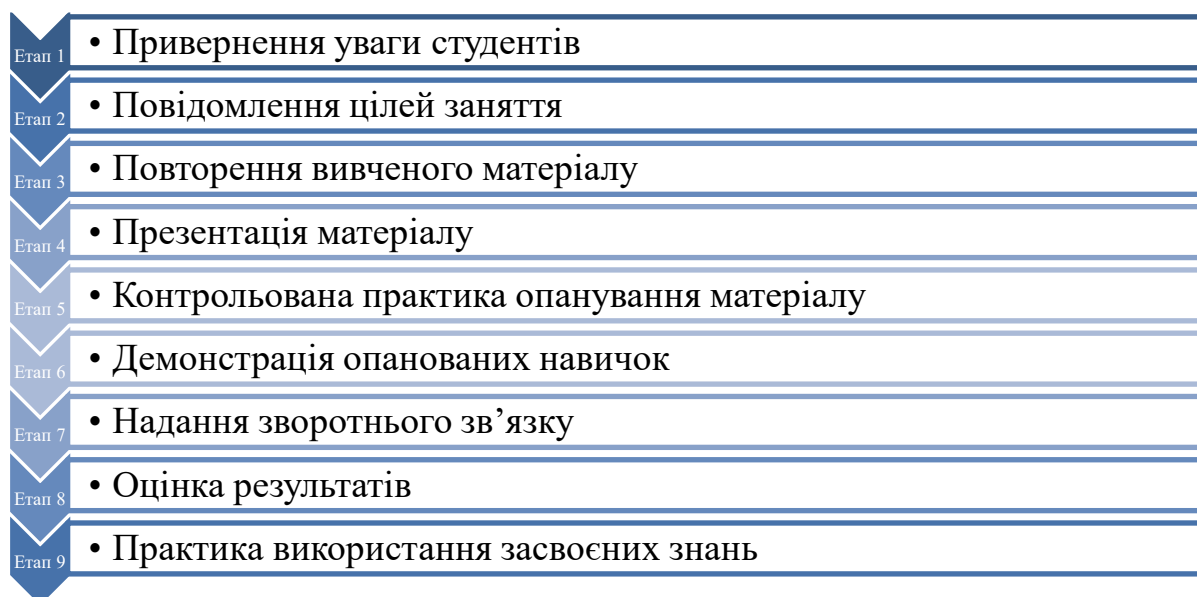 Етап 1 • Привернення уваги студентів
Етап 2 • Повідомлення цілей заняття
Етап 3 • Повторення вивченого матеріалу
Етап 4 • Презентація матеріалу
Етап 5 • Контрольована практика опанування матеріалу
Етап 6 • Демонстрація опанованих навичок
Етап 7 • Надання зворотнього зв’язку
Етап 8 • Оцінка результатів
Етап 9 • Практика використання засвоєних знань